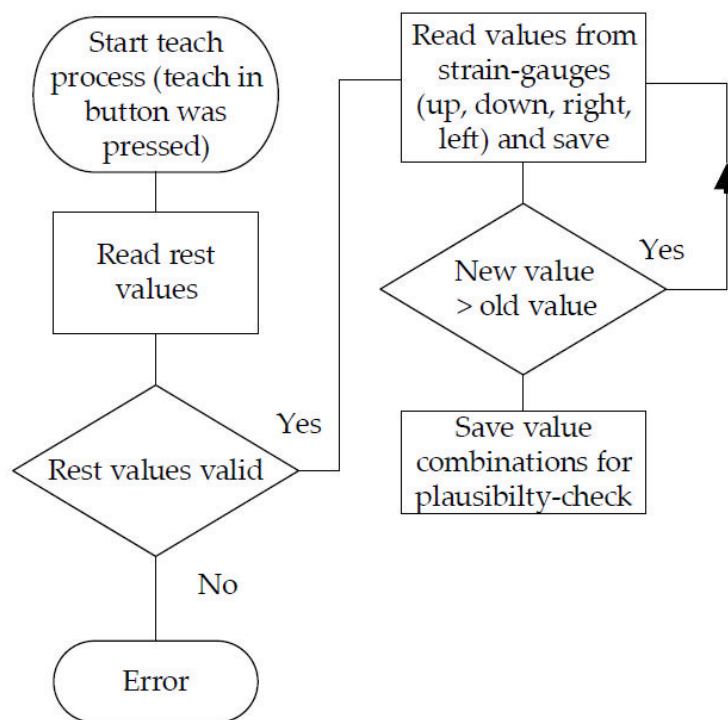 Start teach
process (teach in
button was
pressed)
Read rest
values
Rest values valid
Yes
No
Error
Read values from
strain-gauges
(up, down, right,
left) and save
New value
> old value
Yes
Save value
combinations for
plausibilty-check